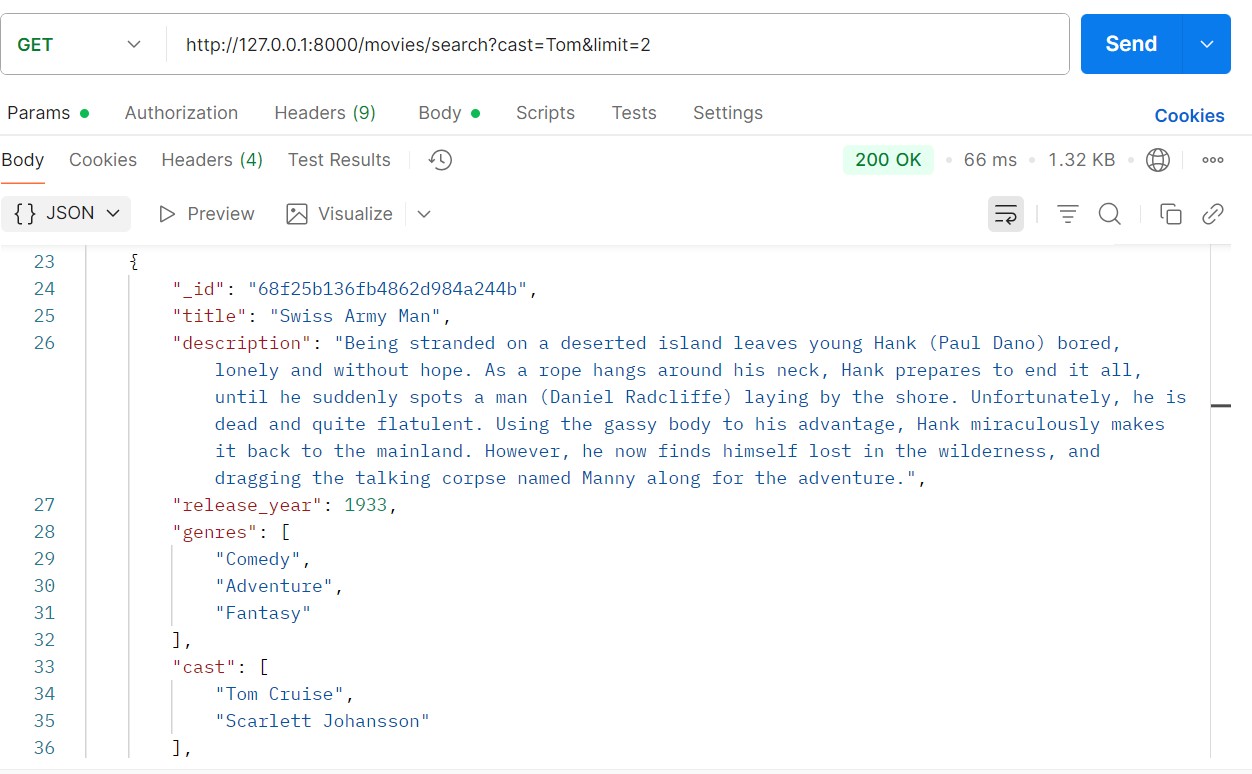 GET http://127.0.0.1:8000/movies/search?cast=Tom&limit=2 Send
Params Authorization Headers (9) Body Scripts Tests Settings Cookies
Body Cookies Headers (4) Test Results 200 OK 66 ms 1.32 KB
{} JSON Preview Visualize
23 {
24 "_id": "68f25b136fb4862d984a244b",
25 "title": "Swiss Army Man",
26 "description": "Being stranded on a deserted island leaves young Hank (Paul Dano) bored,
lonely and without hope. As a rope hangs around his neck, Hank prepares to end it all,
until he suddenly spots a man (Daniel Radcliffe) laying by the shore. Unfortunately, he is
dead and quite flatulent. Using the gassy body to his advantage, Hank miraculously makes
it back to the mainland. However, he now finds himself lost in the wilderness, and
dragging the talking corpse named Manny along for the adventure.",
27 "release_year": 1933,
28 "genres": [
29 "Comedy",
30 "Adventure",
31 "Fantasy"
32 ],
33 "cast": [
34 "Tom Cruise",
35 "Scarlett Johansson"
36 ],